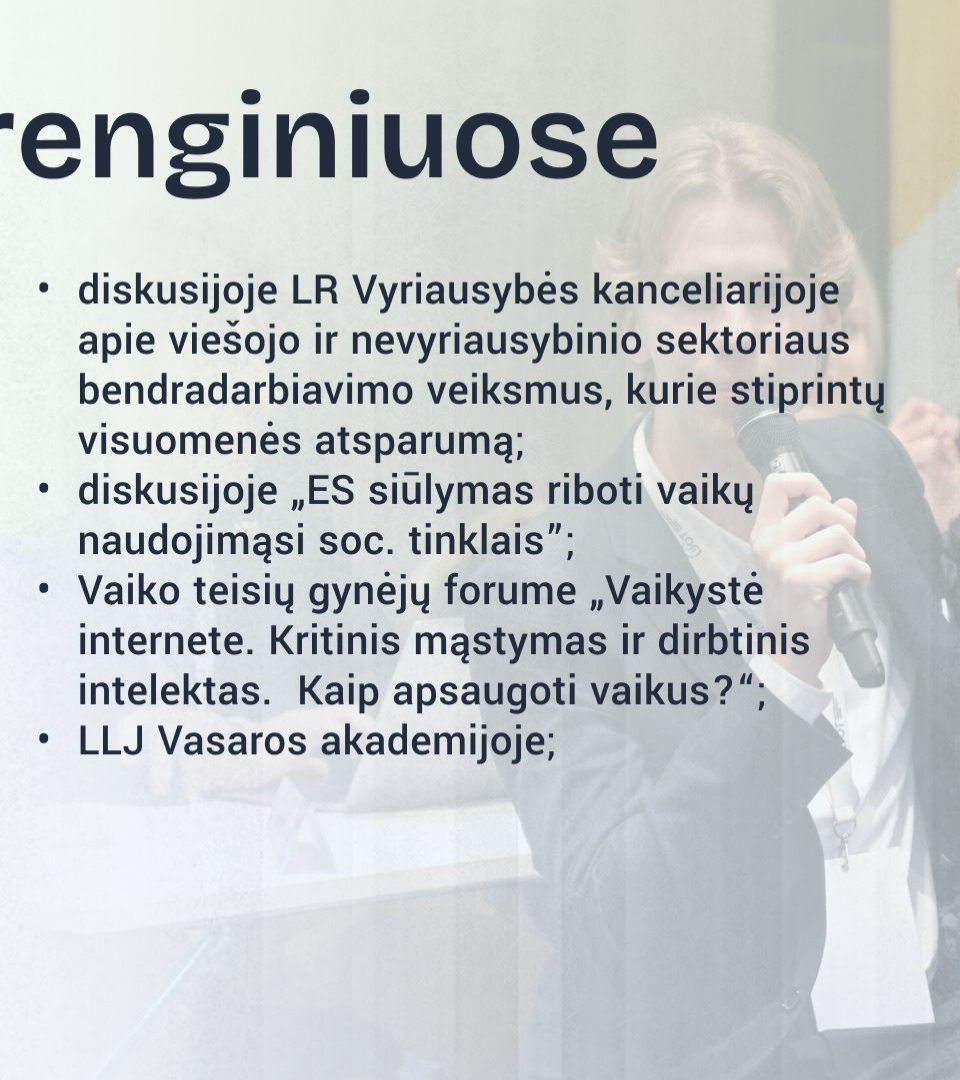 renginiuose
• diskusijoje LR Vyriausybės kanceliarijoje
apie viešojo ir nevyriausybinio sektoriaus
bendradarbiavimo veiksmus, kurie stiprintų
visuomenės atsparumą;
• diskusijoje „ES siūlymas riboti vaikų
naudojimąsi soc. tinklais”;
• Vaiko teisių gynėjų forume „Vaikystė
internete. Kritinis mąstymas ir dirbtinis
intelektas.  Kaip apsaugoti vaikus?“;
• LLJ Vasaros akademijoje;